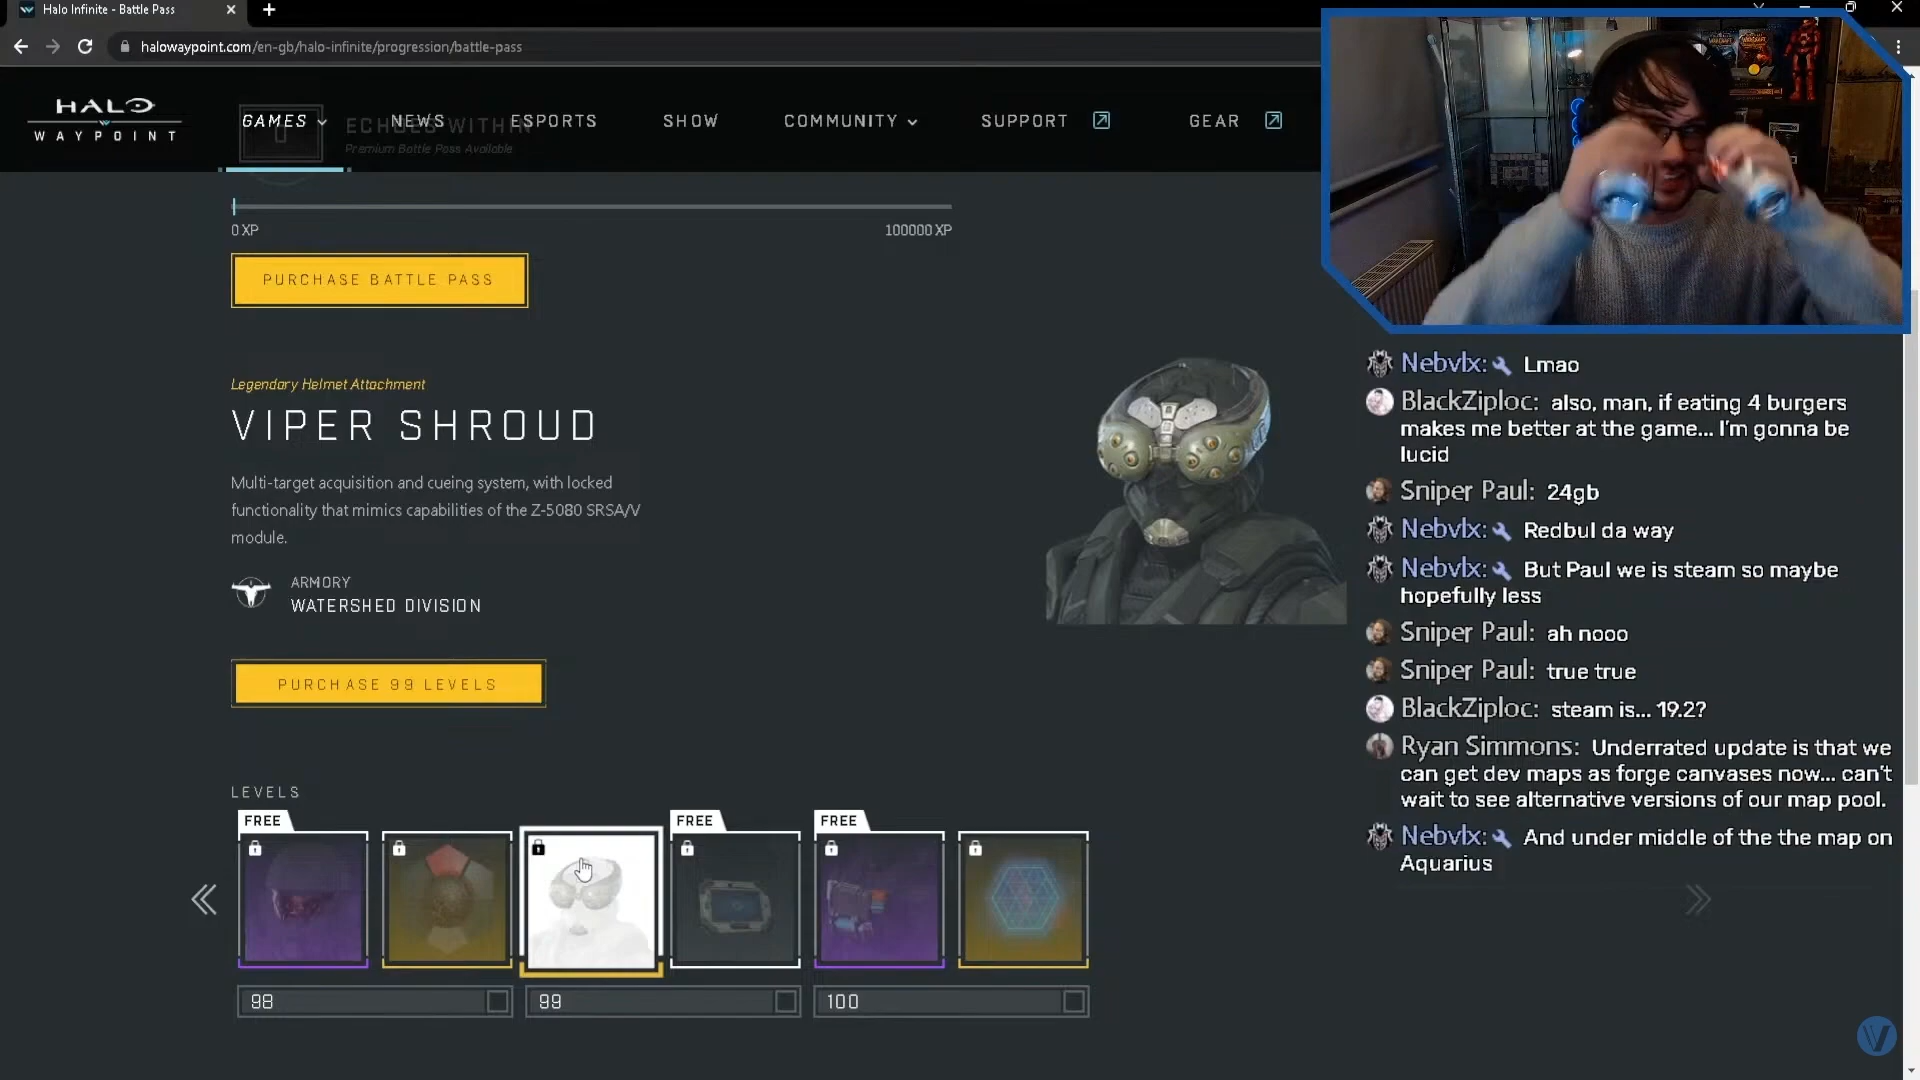 Halo Infinite - Battle Pass
halowaypoint.com/en-gb/halo-infinite/progression/battle-pass
HALO
WAYPOINT
GAMES
NEWS
ESPORTS
SHOW
COMMUNITY
SUPPORT
GEAR
ECHOES WITHIN
Premium Battle Pass Available
0 XP
100000 XP
PURCHASE BATTLE PASS
Legendary Helmet Attachment
VIPER SHROUD
Multi-target acquisition and cueing system, with locked
functionality that mimics capabilities of the Z-5080 SRSA/V
module.
ARMORY
WATERSHED DIVISION
PURCHASE 99 LEVELS
LEVELS
FREE
FREE
FREE
98
99
100
Nebvlx: Lmao
BlackZiploc: also, man, if eating 4 burgers
makes me better at the game... I'm gonna be
lucid
Sniper Paul: 24gb
Nebvlx: Redbul da way
Nebvlx: But Paul we is steam so maybe
hopefully less
Sniper Paul: ah nooo
Sniper Paul: true true
BlackZiploc: steam is... 19.2?
Ryan Simmons: Underrated update is that we
can get dev maps as forge canvases now... can't
wait to see alternative versions of our map pool.
Nebvlx: And under middle of the the map on
Aquarius